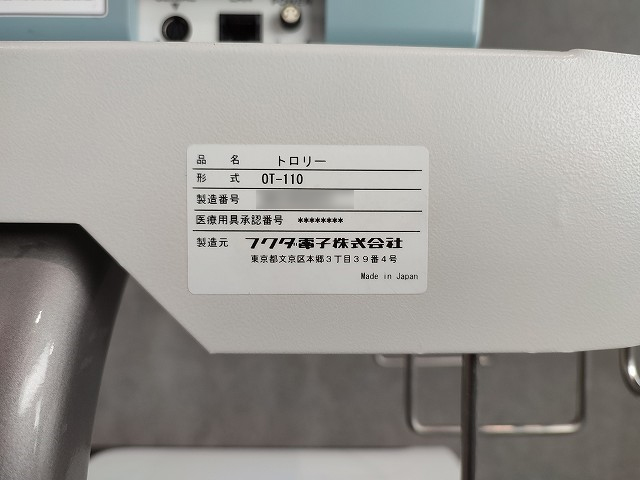 品 名 トロリー
形 式 OT-110
製造番号
医療用具承認番号 ********
製造元 フクダ電子株式会社
東京都文京区本郷3丁目39番4号
Made in Japan